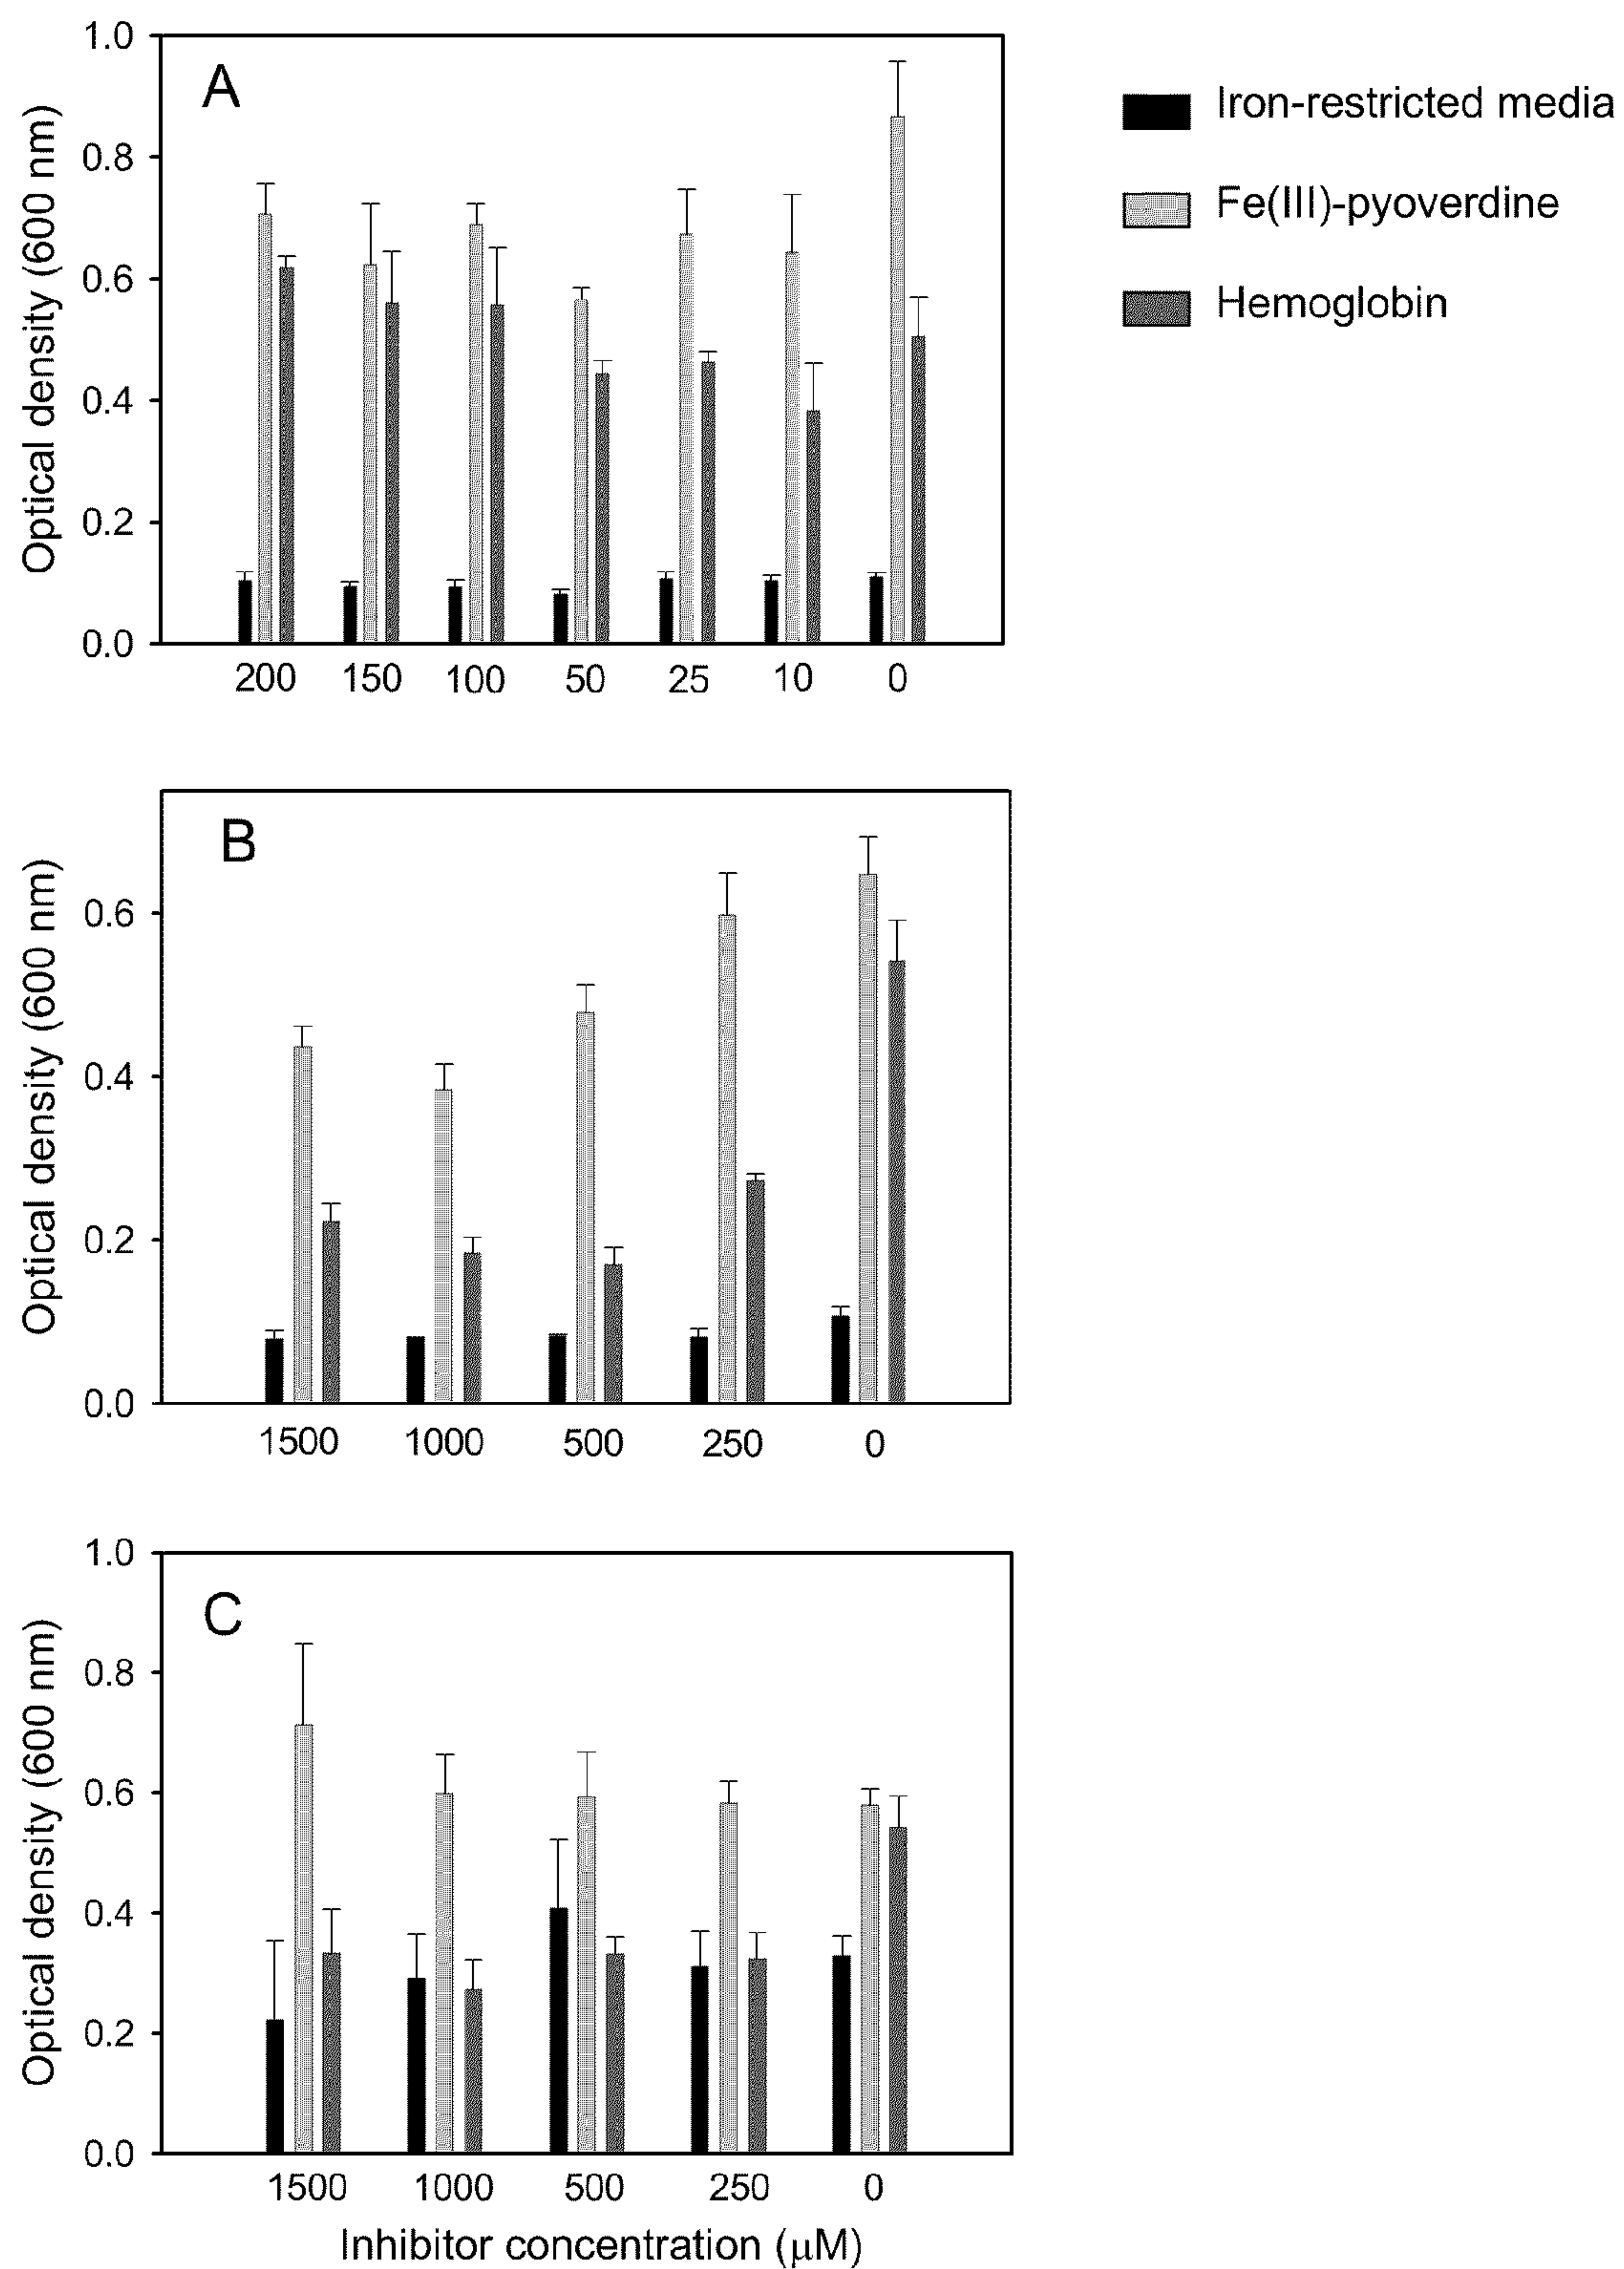 A
Iron-restricted media
Fe(III)-pyoverdine
Hemoglobin
Optical density (600 nm)
1.0
0.8
0.6
0.4
0.2
0.0
200 150 100 50 25 10 0
B
Optical density (600 nm)
0.6
0.4
0.2
0.0
1500 1000 500 250 0
C
Optical density (600 nm)
1.0
0.8
0.6
0.4
0.2
0.0
1500 1000 500 250 0
Inhibitor concentration (μM)